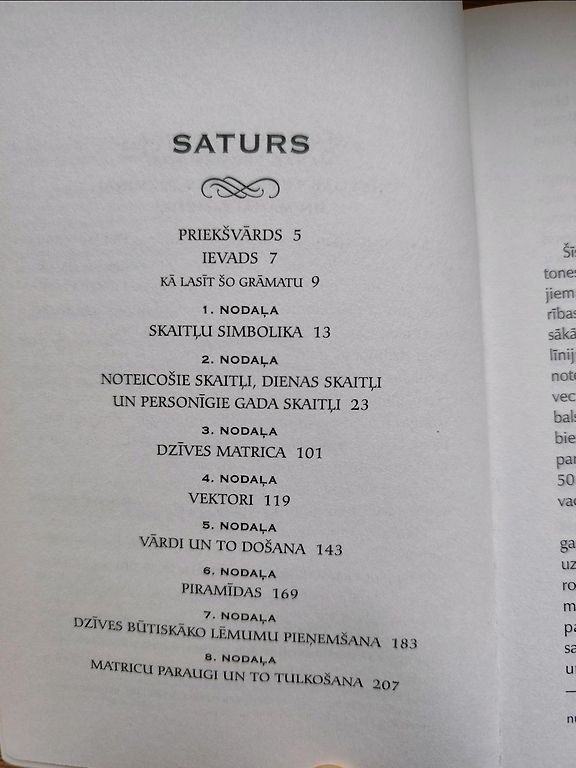 SATURS
PRIEKŠVĀRDS 5
IEVADS 7
KĀ LASĪT ŠO GRĀMATU 9
1. NODAĻA
SKAITĻU SIMBOLIKA 13
2. NODAĻA
NOTEICOŠIE SKAITĻI, DIENAS SKAITĻI
UN PERSONĪGIE GADA SKAITĻI 23
3. NODAĻA
DZĪVES MATRICA 101
4. NODAĻA
VEKTORI 119
5. NODAĻA
VĀRDI UN TO DOŠANA 143
6. NODAĻA
PIRAMĪDAS 169
7. NODAĻA
DZĪVES BŪTISKĀKO LĒMUMU PIEŅEMŠANA 183
8. NODAĻA
MATRICU PARAUGI UN TO TULKOŠANA 207